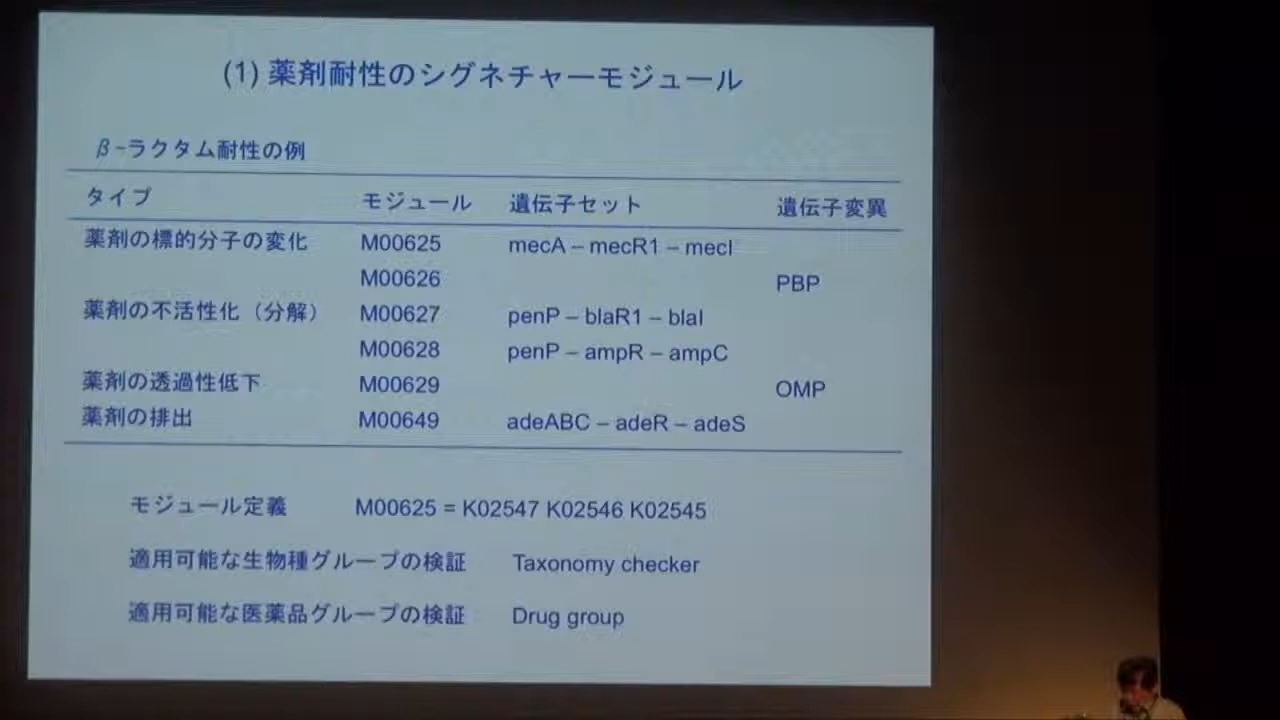 (1) 薬剤耐性のシグネチャーモジュール
β-ラクタム耐性の例
タイプ モジュール 遺伝子セット 遺伝子変異
薬剤の標的分子の変化 M00625 mecA – mecR1 – mecI
M00626 PBP
薬剤の不活性化（分解） M00627 penP – blaR1 – blaI
M00628 penP – ampR – ampC
薬剤の透過性低下 M00629 OMP
薬剤の排出 M00649 adeABC – adeR – adeS
モジュール定義 M00625 = K02547 K02546 K02545
適用可能な生物種グループの検証 Taxonomy checker
適用可能な医薬品グループの検証 Drug group